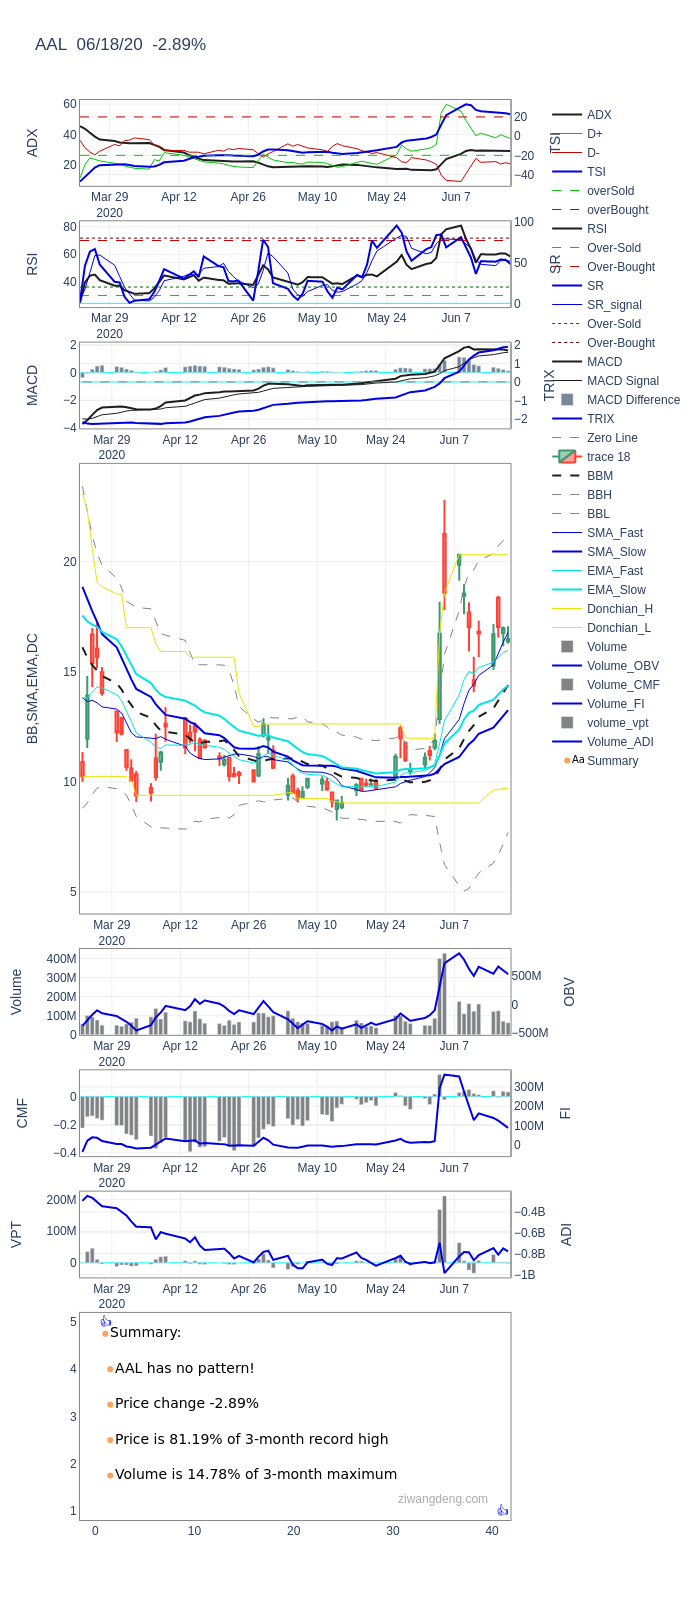 AAL  06/18/20  -2.89%
ADX
60
40
20
20
0
−20
−40
TSI
Mar 29
Apr 12
Apr 26
May 10
May 24
Jun 7
2020
RSI
80
60
40
100
50
0
SR
Mar 29
Apr 12
Apr 26
May 10
May 24
Jun 7
2020
MACD
2
0
−2
−4
2
1
0
−1
−2
TRIX
Mar 29
Apr 12
Apr 26
May 10
May 24
Jun 7
2020
BB,SMA,EMA,DC
20
15
10
5
Mar 29
Apr 12
Apr 26
May 10
May 24
Jun 7
2020
Volume
400M
300M
200M
100M
0
500M
0
−500M
OBV
Mar 29
Apr 12
Apr 26
May 10
May 24
Jun 7
2020
CMF
0
−0.2
−0.4
300M
200M
100M
0
FI
Mar 29
Apr 12
Apr 26
May 10
May 24
Jun 7
2020
VPT
200M
100M
0
−0.4B
−0.6B
−0.8B
−1B
ADI
Mar 29
Apr 12
Apr 26
May 10
May 24
Jun 7
2020
5
4
3
2
1
Summary:
AAL has no pattern!
Price change -2.89%
Price is 81.19% of 3-month record high
Volume is 14.78% of 3-month maximum
ziwangdeng.com
0
10
20
30
40
ADX
D+
D-
TSI
overSold
overBought
RSI
Over-Sold
Over-Bought
SR
SR_signal
Over-Sold
Over-Bought
MACD
MACD Signal
MACD Difference
TRIX
Zero Line
trace 18
BBM
BBH
BBL
SMA_Fast
SMA_Slow
EMA_Fast
EMA_Slow
Donchian_H
Donchian_L
Volume
Volume_OBV
Volume_CMF
Volume_FI
volume_vpt
Volume_ADI
Aa Summary